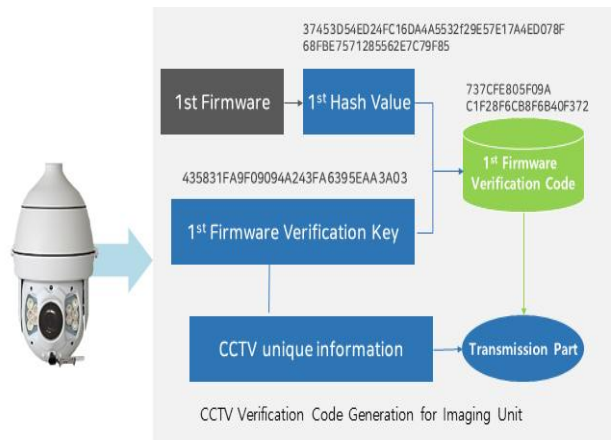 37453D54ED24FC16DA4A5532f29E57E17A4ED078F
68FBE7571285562E7C79F85
1st Firmware
1st Hash Value
737CFE805F09A
C1F28F6CB8F6B40F372
1st Firmware
Verification Code
435831FA9F09094A243FA6395EAA3A03
1st Firmware Verification Key
CCTV unique information
Transmission Part
CCTV Verification Code Generation for Imaging Unit